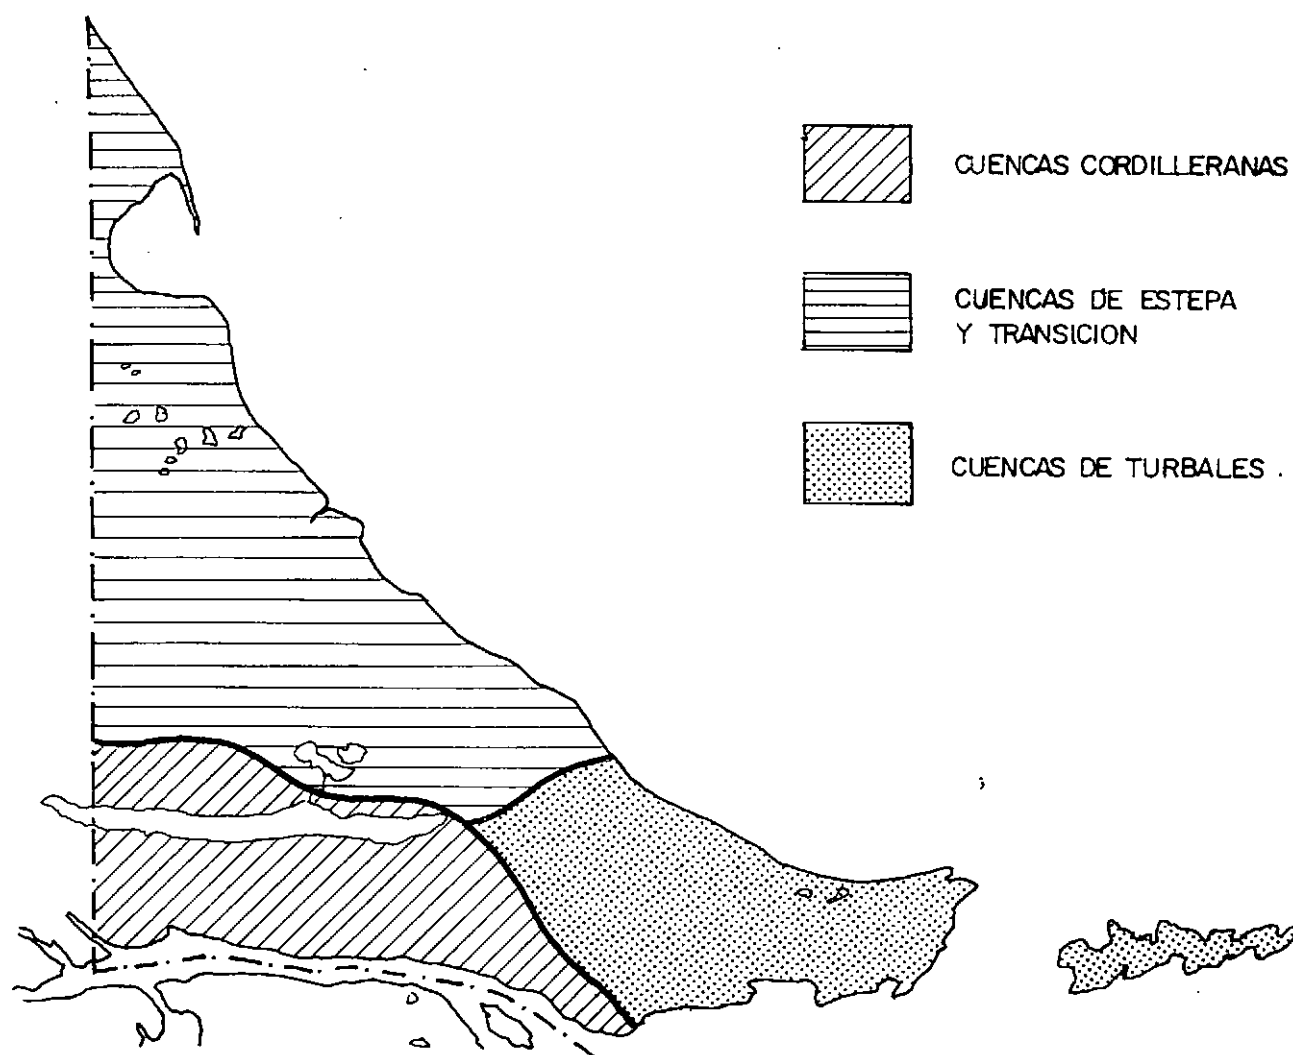 CUENCAS CORDILLERANAS
CUENCAS DE ESTEPA
Y TRANSICION
CUENCAS DE TURBALES .